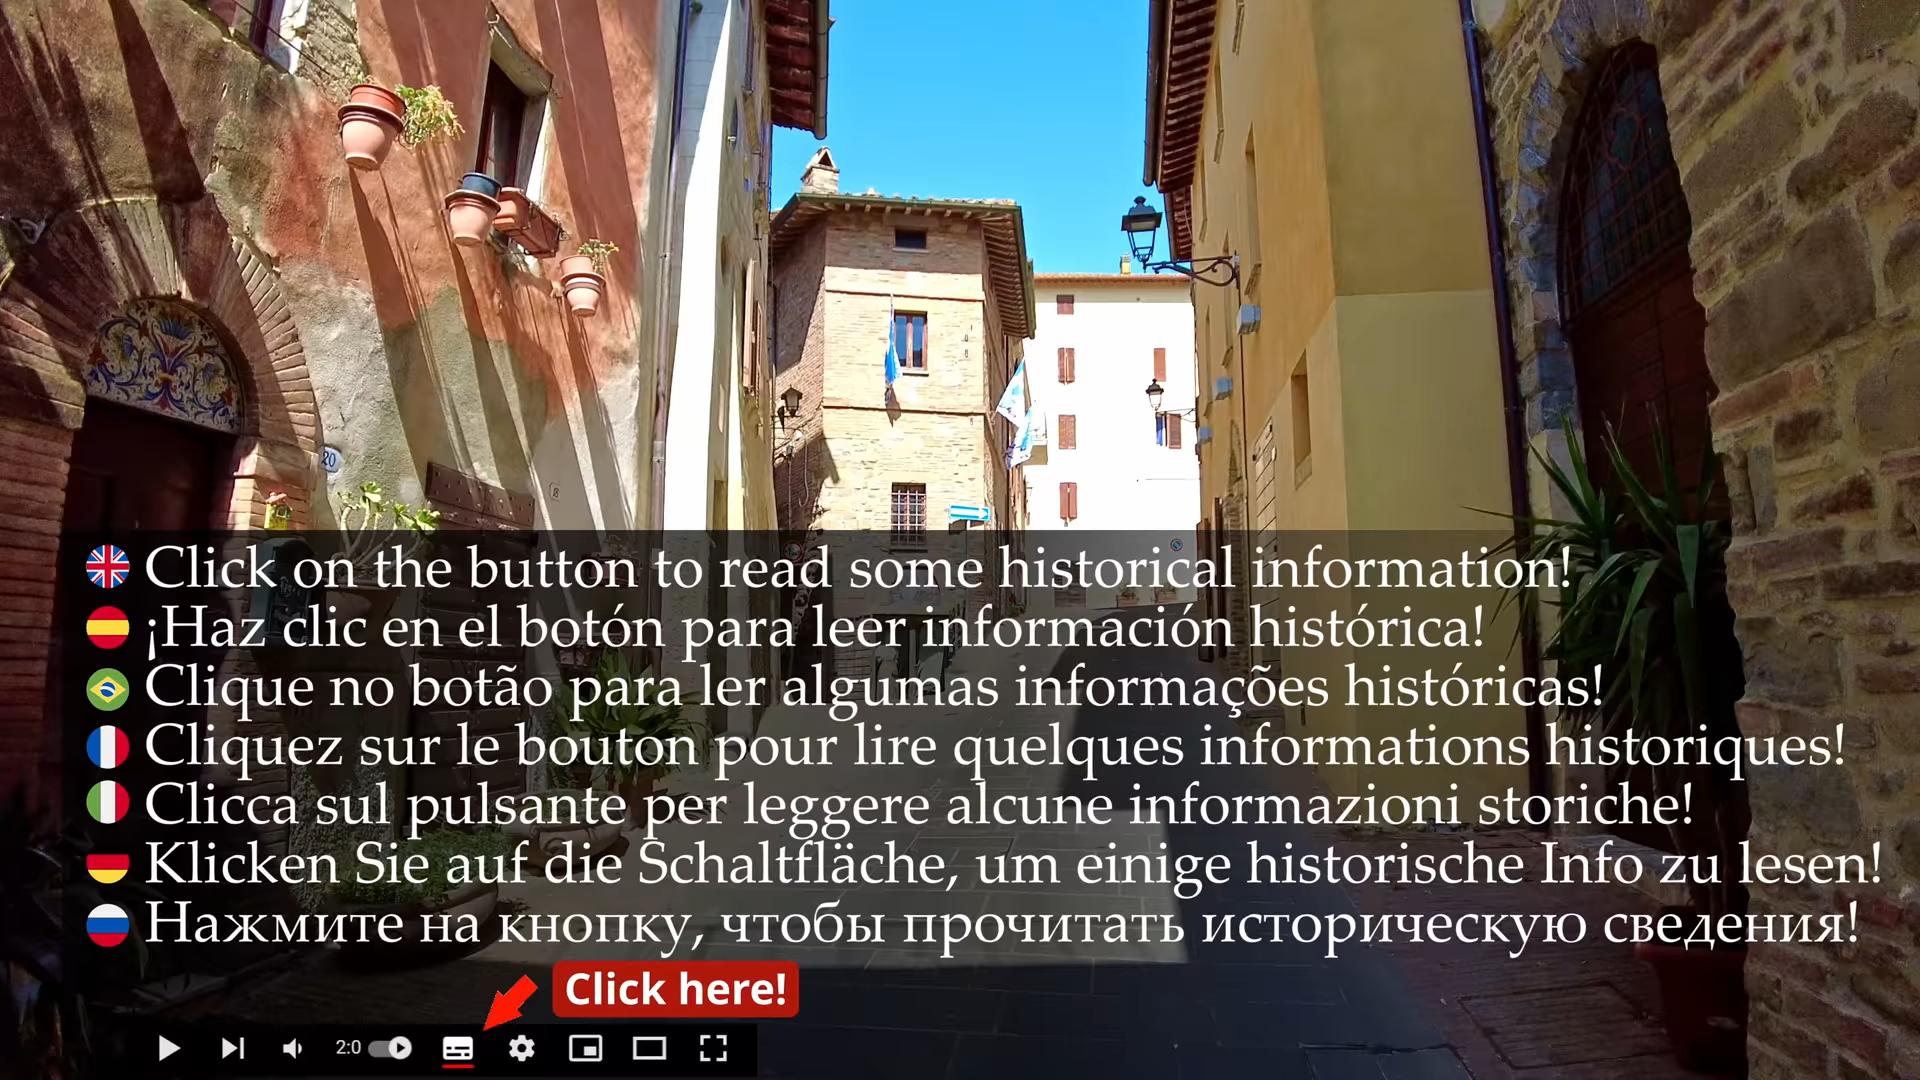 20
18
Click on the button to read some historical information!
¡Haz clic en el botón para leer información histórica!
Clique no botão para ler algumas informações históricas!
Cliquez sur le bouton pour lire quelques informations historiques!
Clicca sul pulsante per leggere alcune informazioni storiche!
Klicken Sie auf die Schaltfläche, um einige historische Info zu lesen!
Нажмите на кнопку, чтобы прочитать историческую сведения!
Click here!
2:0